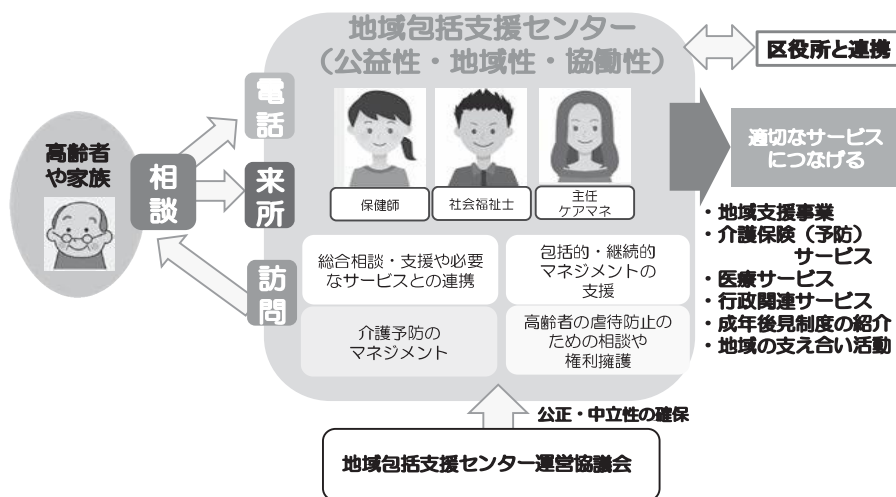 地域包括支援センター
（公益性・地域性・協働性）
区役所と連携
高齢者
や家族
相談
電話
来所
訪問
保健師
社会福祉士
主任
ケアマネ
総合相談・支援や必要
なサービスとの連携
包括的・継続的
マネジメントの
支援
介護予防の
マネジメント
高齢者の虐待防止の
ための相談や
権利擁護
適切なサービス
につなげる
・地域支援事業
・介護保険（予防）
サービス
・医療サービス
・行政関連サービス
・成年後見制度の紹介
・地域の支え合い活動
公正・中立性の確保
地域包括支援センター運営協議会